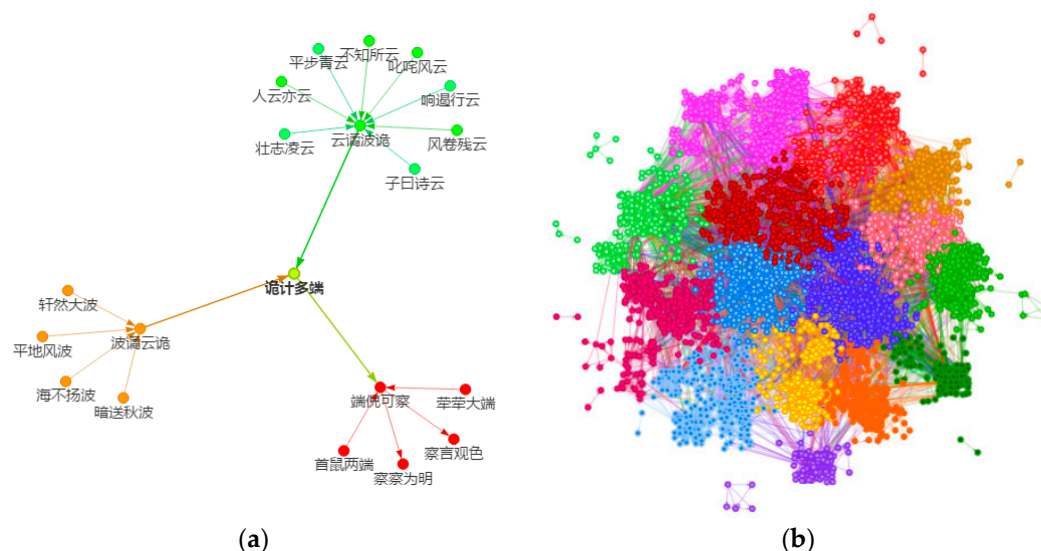 不知所云
平步青云
叱咤风云
人云亦云
响遏行云
云谲波诡
壮志凌云
风卷残云
子曰诗云
诡计多端
轩然大波
平地风波
波谲云诡
海不扬波
暗送秋波
端倪可察
荦荦大端
察言观色
首鼠两端
察察为明
(a)
(b)